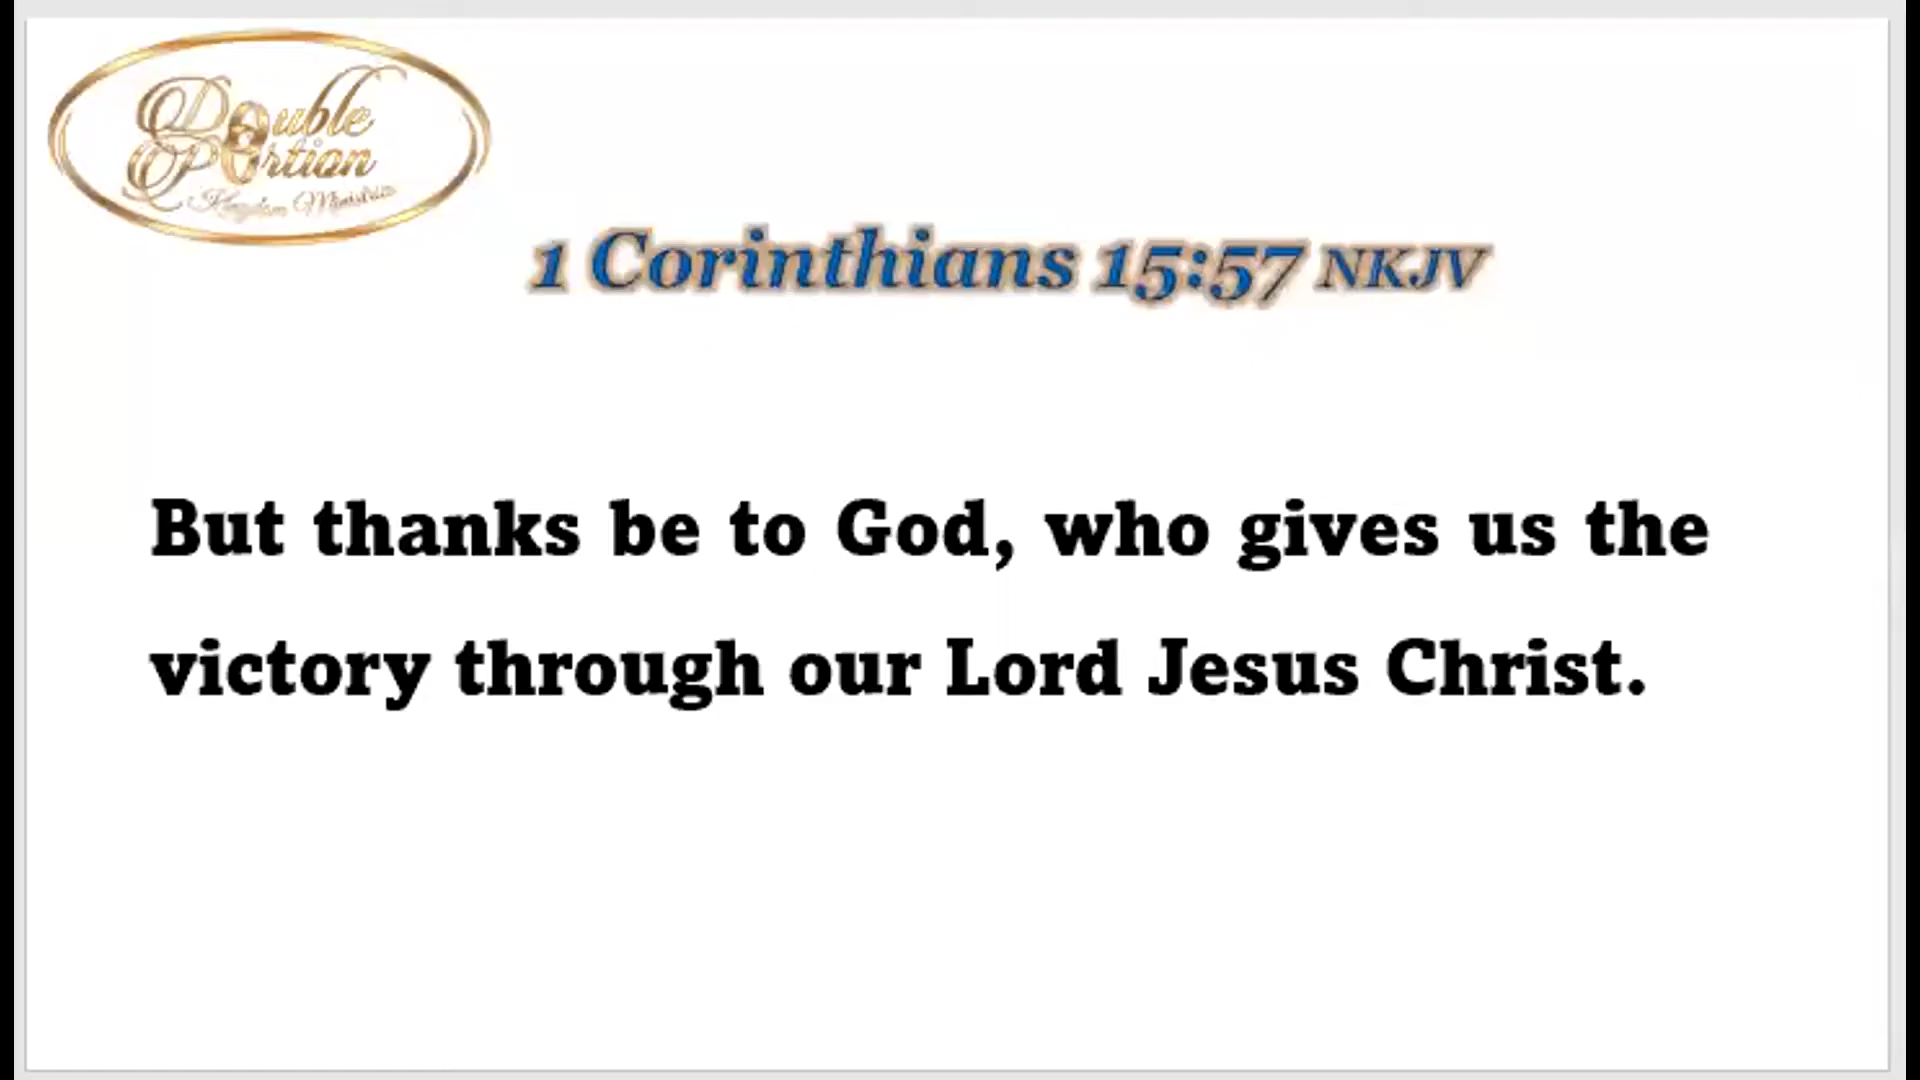 Double
Portion
Kingdom Ministries
1 Corinthians 15:57 NKJV
But thanks be to God, who gives us the
victory through our Lord Jesus Christ.